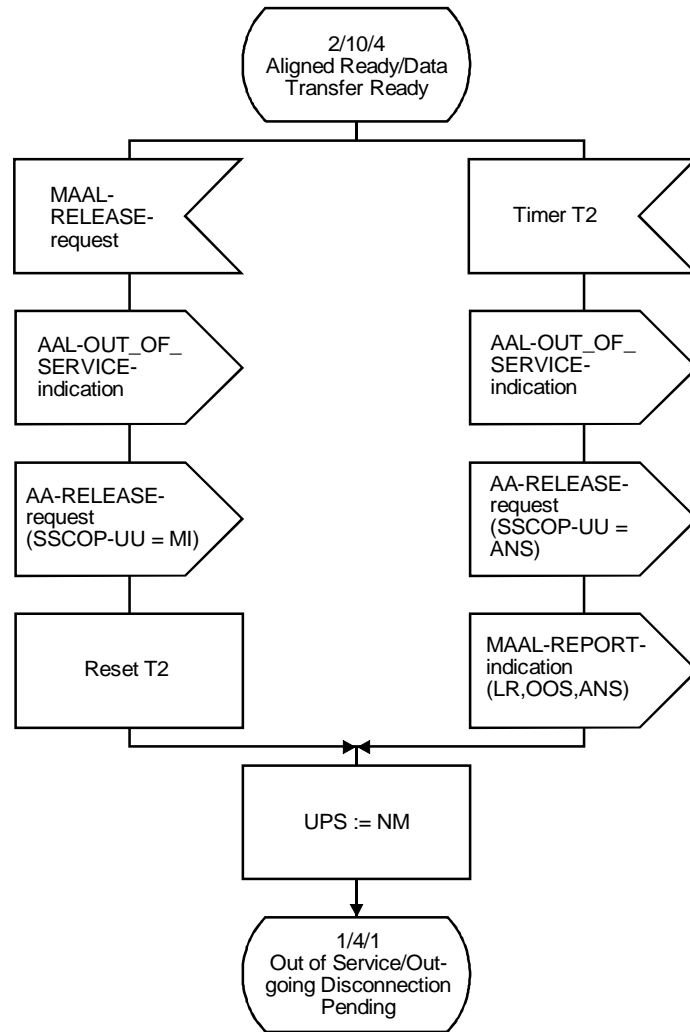 2/10/4
Aligned Ready/Data
Transfer Ready
MAAL-
RELEASE-
request
Timer T2
AAL-OUT_OF_
SERVICE-
indication
AAL-OUT_OF_
SERVICE-
indication
AA-RELEASE-
request
(SSCOP-UU = MI)
AA-RELEASE-
request
(SSCOP-UU =
ANS)
Reset T2
MAAL-REPORT-
indication
(LR,OOS,ANS)
UPS := NM
1/4/1
Out of Service/Out-
going Disconnection
Pending